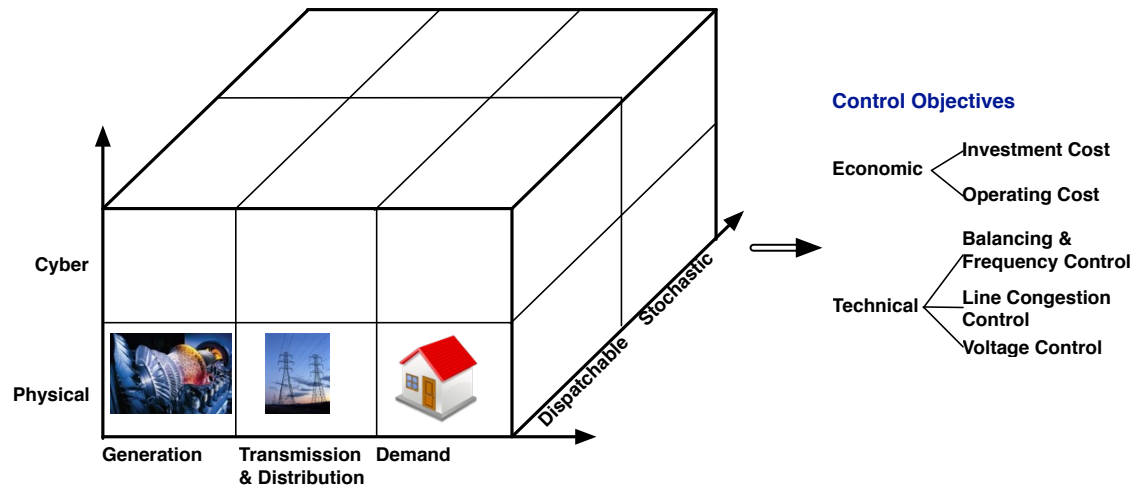 Cyber
Physical
Generation
Transmission
& Distribution
Demand
Dispatchable
Stochastic
Control Objectives
Economic
Investment Cost
Operating Cost
Technical
Balancing &
Frequency Control
Line Congestion
Control
Voltage Control